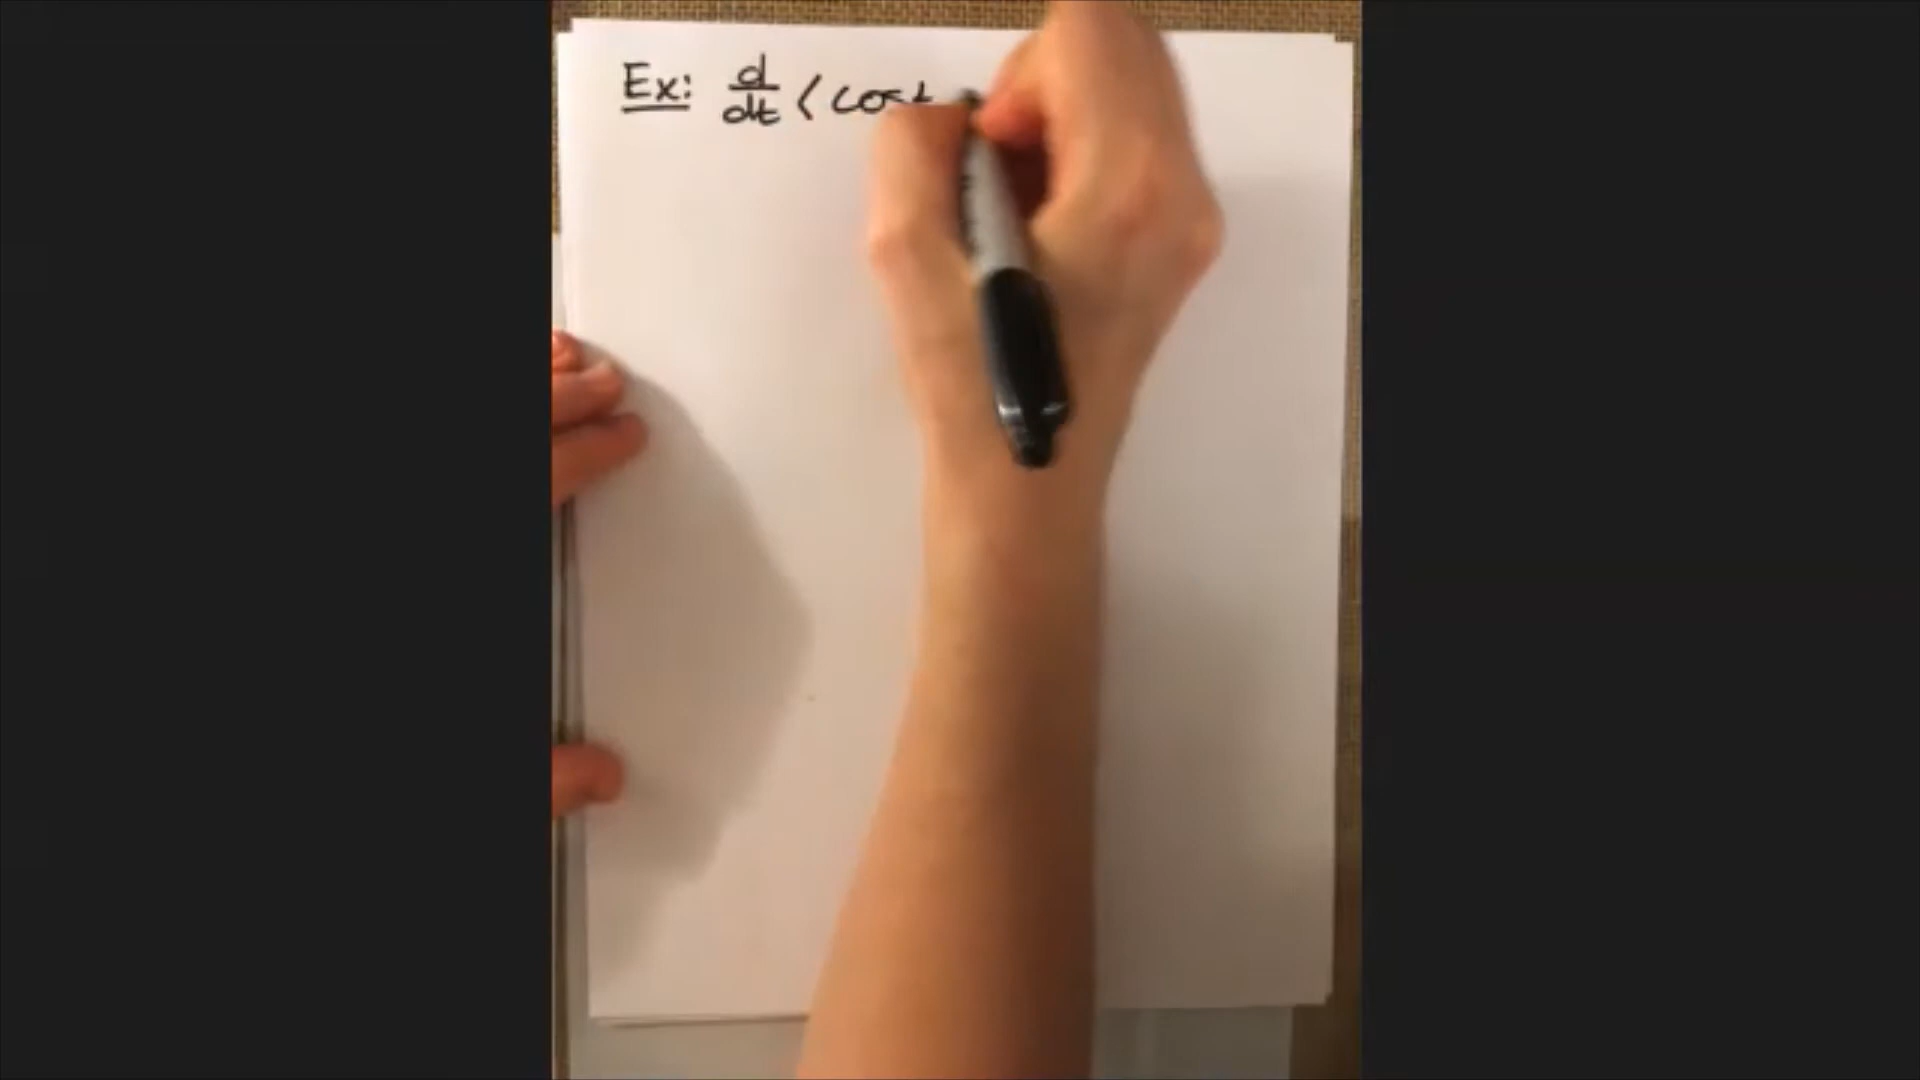 Ex: d/dt ⟨ cost